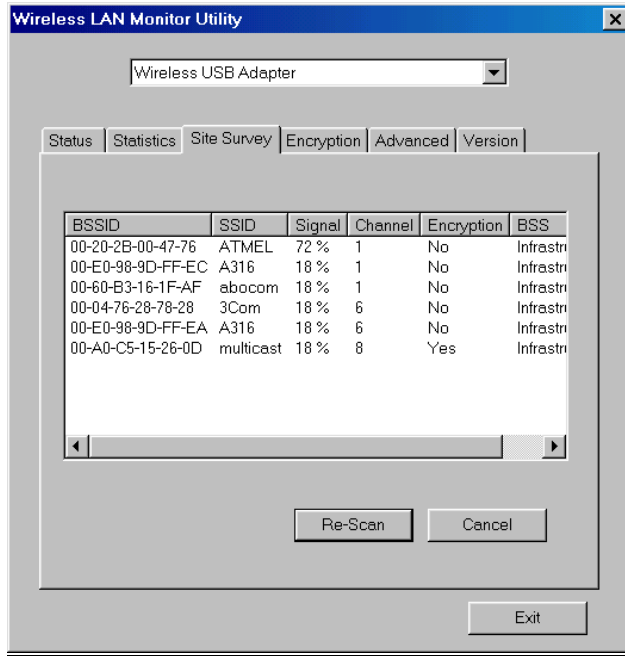 Wireless LAN Monitor Utility
Wireless USB Adapter
Status Statistics Site Survey Encryption Advanced Version
BSSID SSID Signal Channel Encryption BSS
00-20-2B-00-47-76 ATMEL 72 % 1 No Infrastru
00-E0-98-9D-FF-EC A316 18 % 1 No Infrastru
00-60-B3-16-1F-AF abocom 18 % 1 No Infrastru
00-04-76-28-78-28 3Com 18 % 6 No Infrastru
00-E0-98-9D-FF-EA A316 18 % 6 No Infrastru
00-A0-C5-15-26-0D multicast 18 % 8 Yes Infrastru
Re-Scan Cancel
Exit